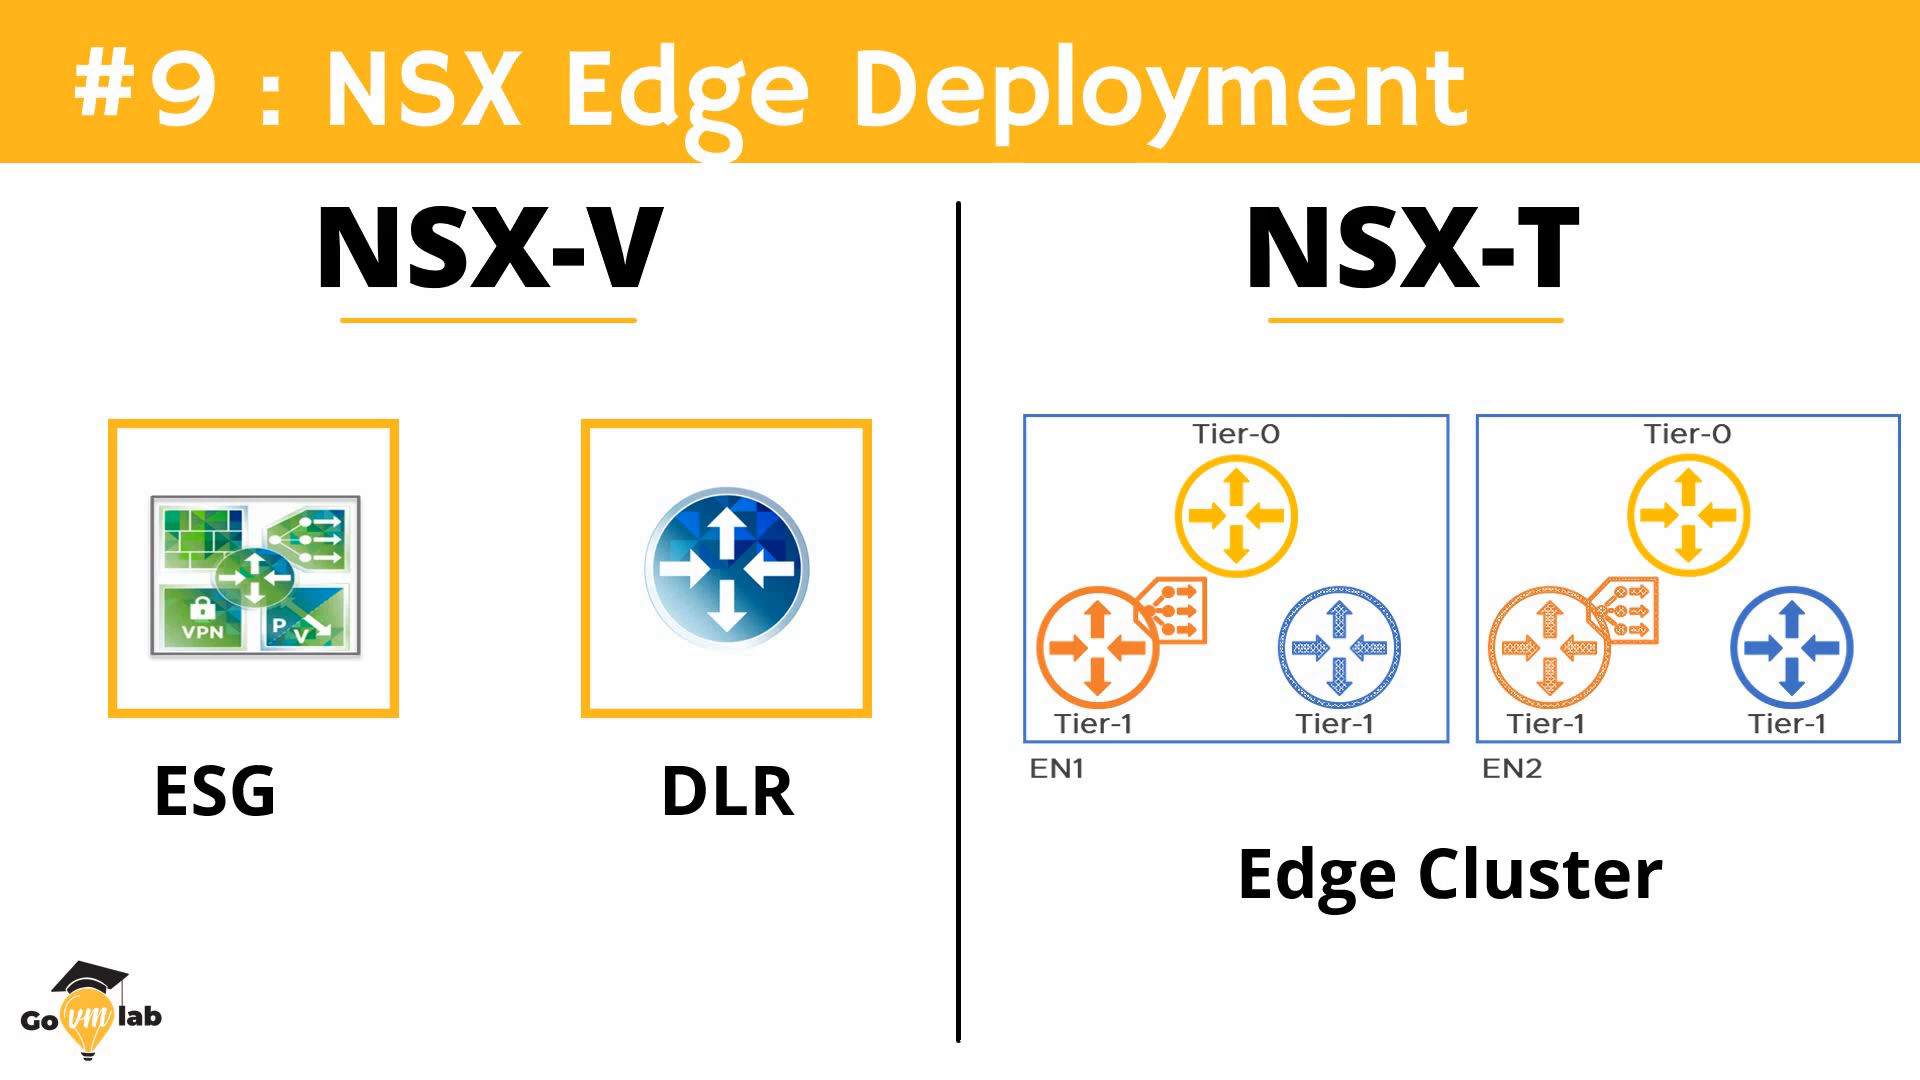 #9 : NSX Edge Deployment
NSX-V
VPN
P
V
ESG
DLR
NSX-T
Tier-0
Tier-1
Tier-1
EN1
Tier-0
Tier-1
Tier-1
EN2
Edge Cluster
Go vm lab